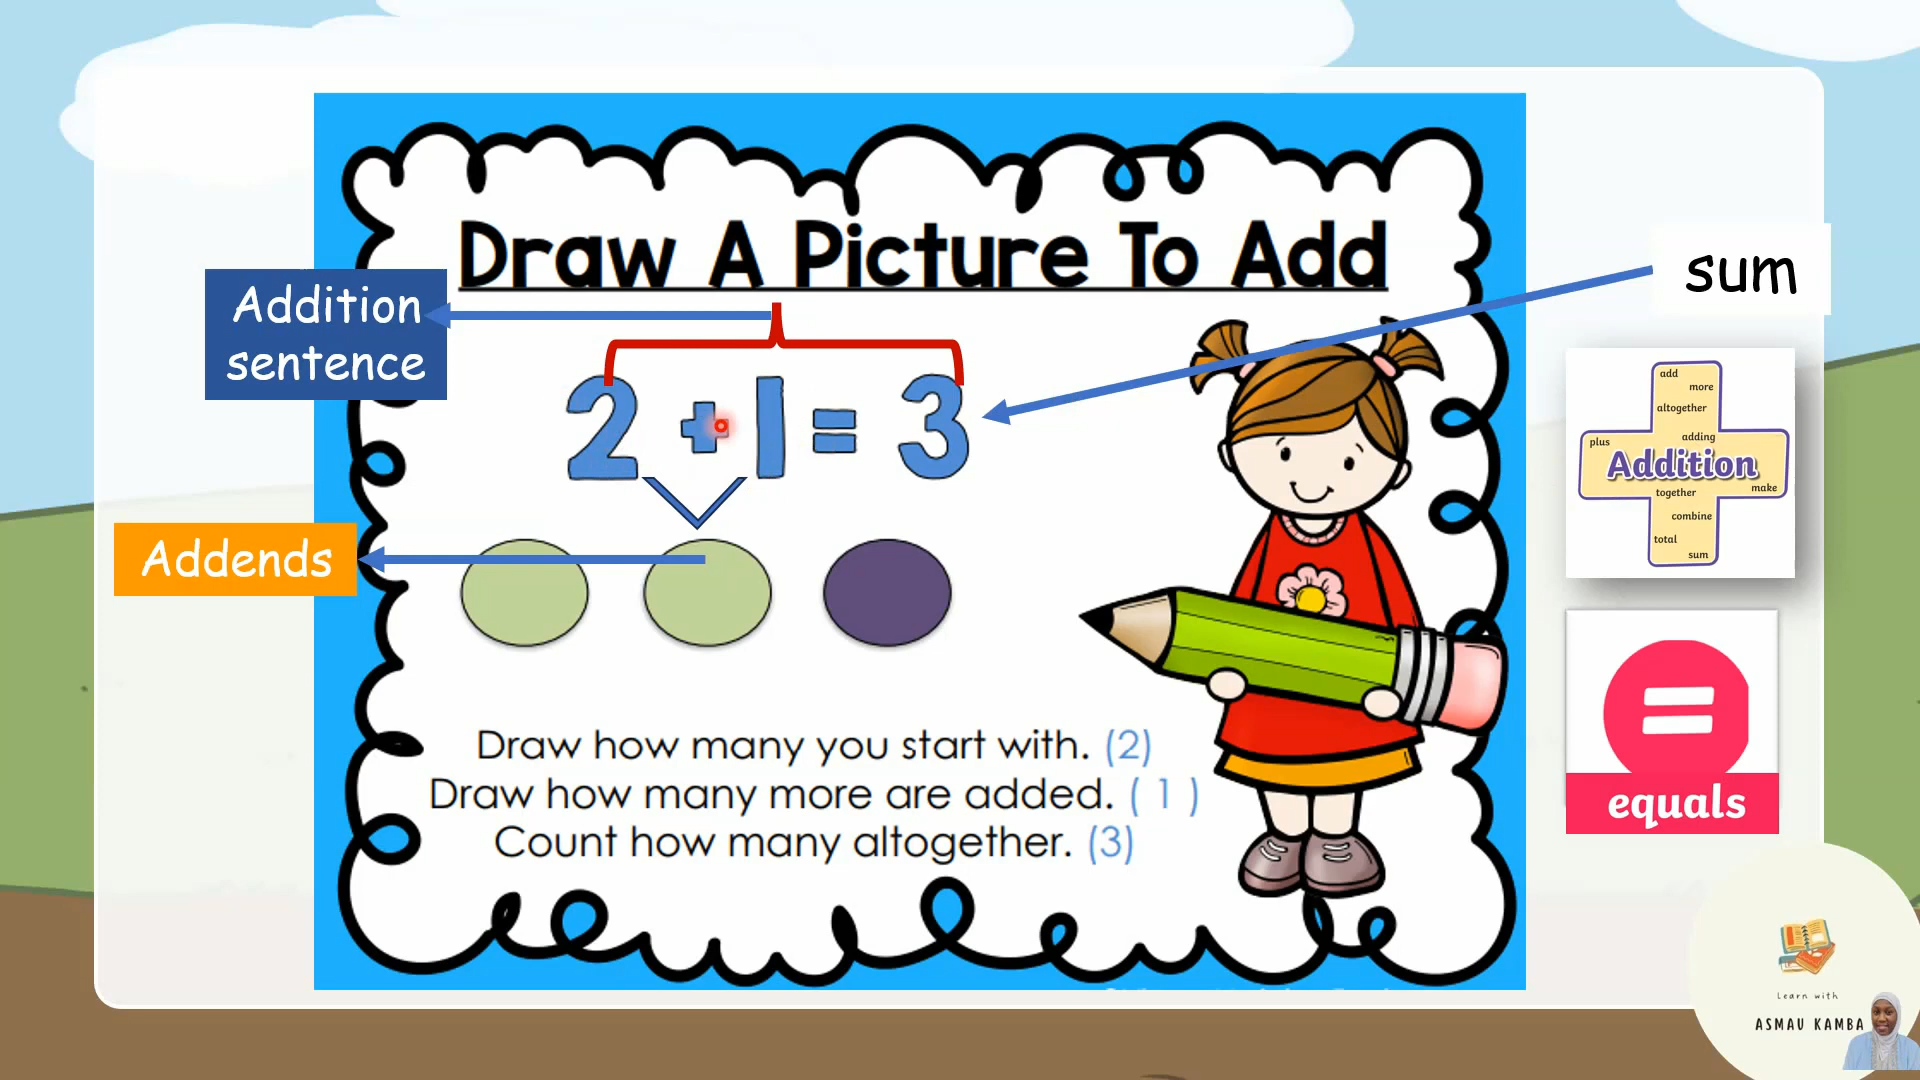 Draw A Picture To Add
sum
Addition
sentence
2 + 1 = 3
Addends
Draw how many you start with. (2)
Draw how many more are added. ( 1 )
Count how many altogether. (3)
add
more
altogether
plus
adding
Addition
together
make
combine
total
sum
=
equals
Learn with
ASMAU KAMBA